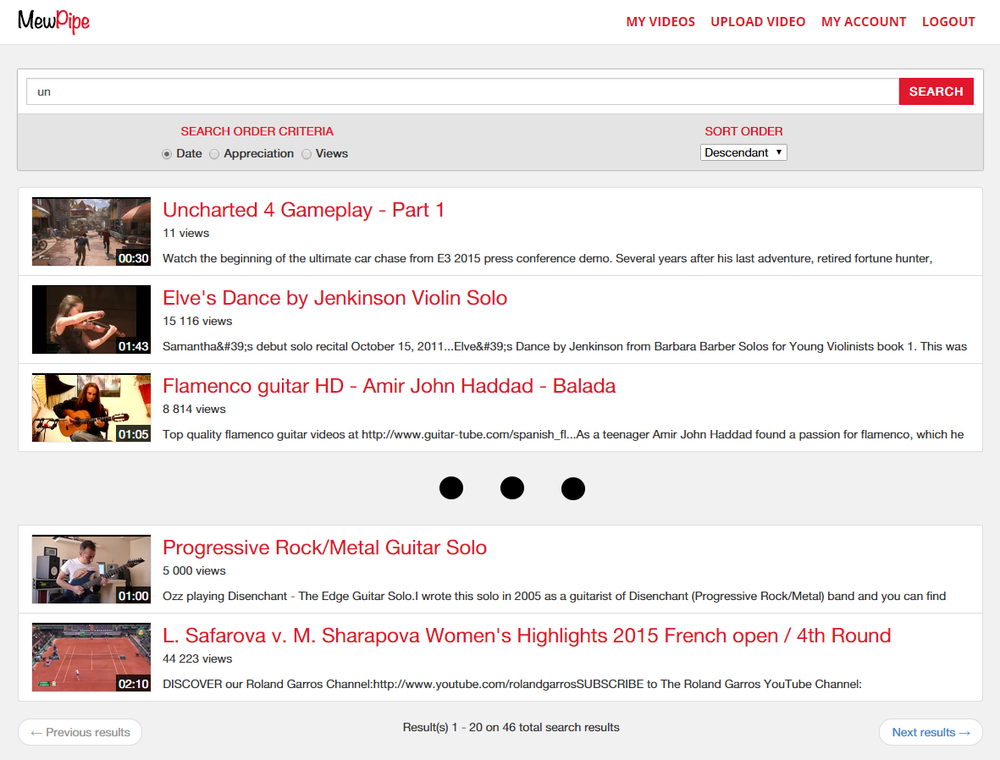 MewPipe
MY VIDEOS UPLOAD VIDEO MY ACCOUNT LOGOUT
un
SEARCH
SEARCH ORDER CRITERIA
Date Appreciation Views
SORT ORDER
Descendant
Uncharted 4 Gameplay - Part 1
11 views
Watch the beginning of the ultimate car chase from E3 2015 press conference demo. Several years after his last adventure, retired fortune hunter,
00:30
Elve's Dance by Jenkinson Violin Solo
15 116 views
Samantha&#39;s debut solo recital October 15, 2011...Elve&#39;s Dance by Jenkinson from Barbara Barber Solos for Young Violinists book 1. This was
01:43
Flamenco guitar HD - Amir John Haddad - Balada
8 814 views
Top quality flamenco guitar videos at http://www.guitar-tube.com/spanish_fl...As a teenager Amir John Haddad found a passion for flamenco, which he
01:05
Progressive Rock/Metal Guitar Solo
5 000 views
Ozz playing Disenchant - The Edge Guitar Solo.I wrote this solo in 2005 as a guitarist of Disenchant (Progressive Rock/Metal) band and you can find
01:00
L. Safarova v. M. Sharapova Women's Highlights 2015 French open / 4th Round
44 223 views
DISCOVER our Roland Garros Channel:http://www.youtube.com/rolandgarrosSUBSCRIBE to The Roland Garros YouTube Channel:
02:10
← Previous results
Result(s) 1 - 20 on 46 total search results
Next results →